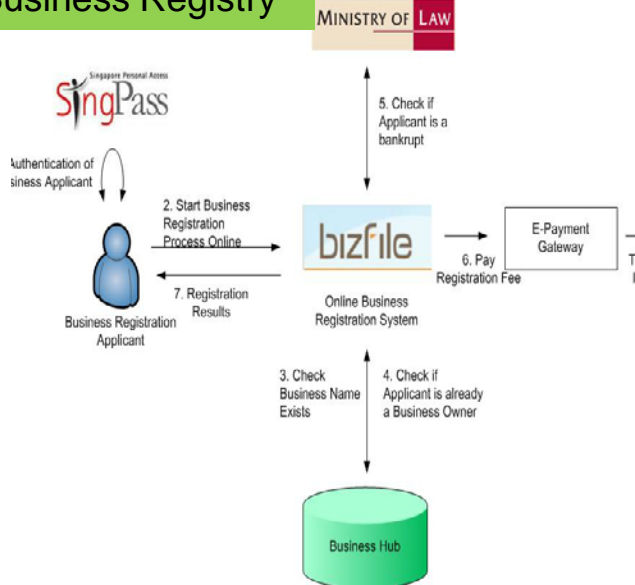 Business Registry
MINISTRY OF LAW
Singapore Personal Access
SingPass
5. Check if
Applicant is a
bankrupt
Authentication of
siness Applicant
2. Start Business
Registration
Process Online
bizfile
E-Payment
Gateway
6. Pay
Registration Fee
7. Registration
Results
Online Business
Registration System
Business Registration
Applicant
3. Check
Business Name
Exists
4. Check if
Applicant is already
a Business Owner
Business Hub